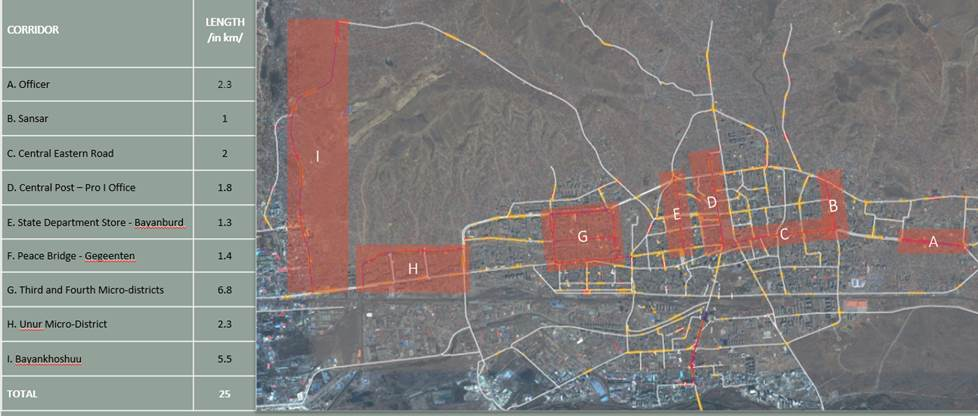 CORRIDOR LENGTH
/in km/
A. Officer 2.3
B. Sansar 1
C. Central Eastern Road 2
D. Central Post – Pro I Office 1.8
E. State Department Store - Bayanburd 1.3
F. Peace Bridge - Gegeenten 1.4
G. Third and Fourth Micro-districts 6.8
H. Unur Micro-District 2.3
I. Bayankhoshuu 5.5
TOTAL 25
I
H
G
E
D
C
B
A